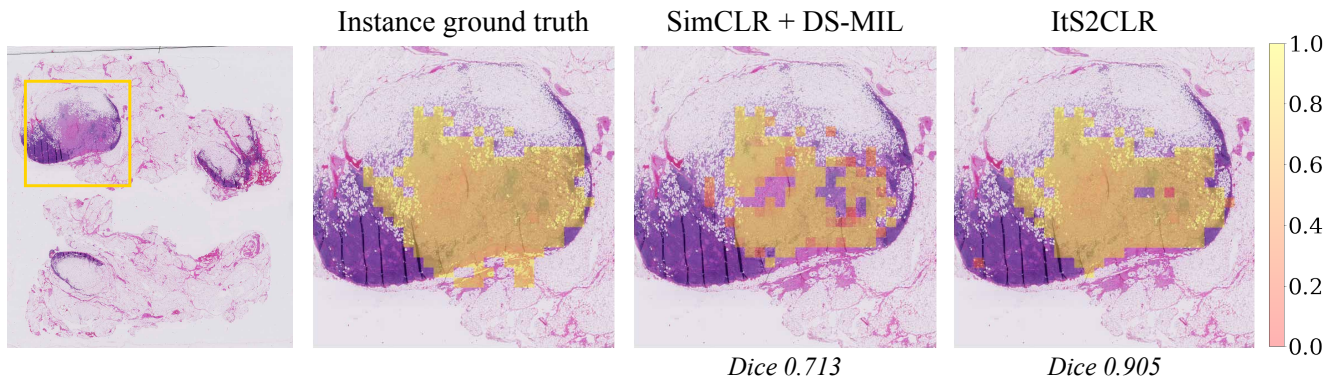 Instance ground truth
SimCLR + DS-MIL
ItS2CLR
1.0
0.8
0.6
0.4
0.2
0.0
Dice 0.713
Dice 0.905